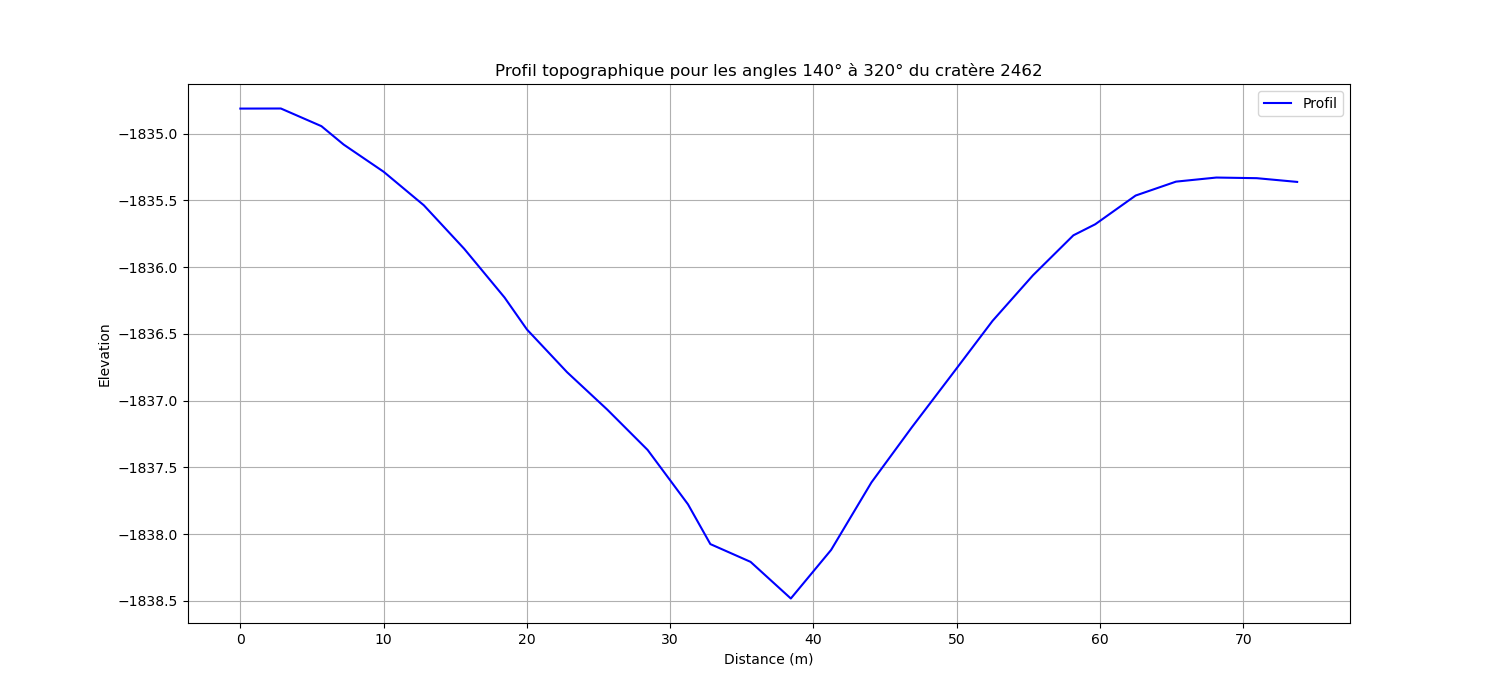 Profil topographique pour les angles 140° à 320° du cratère 2462
Profil
Elevation
−1835.0
−1835.5
−1836.0
−1836.5
−1837.0
−1837.5
−1838.0
−1838.5
0 10 20 30 40 50 60 70
Distance (m)